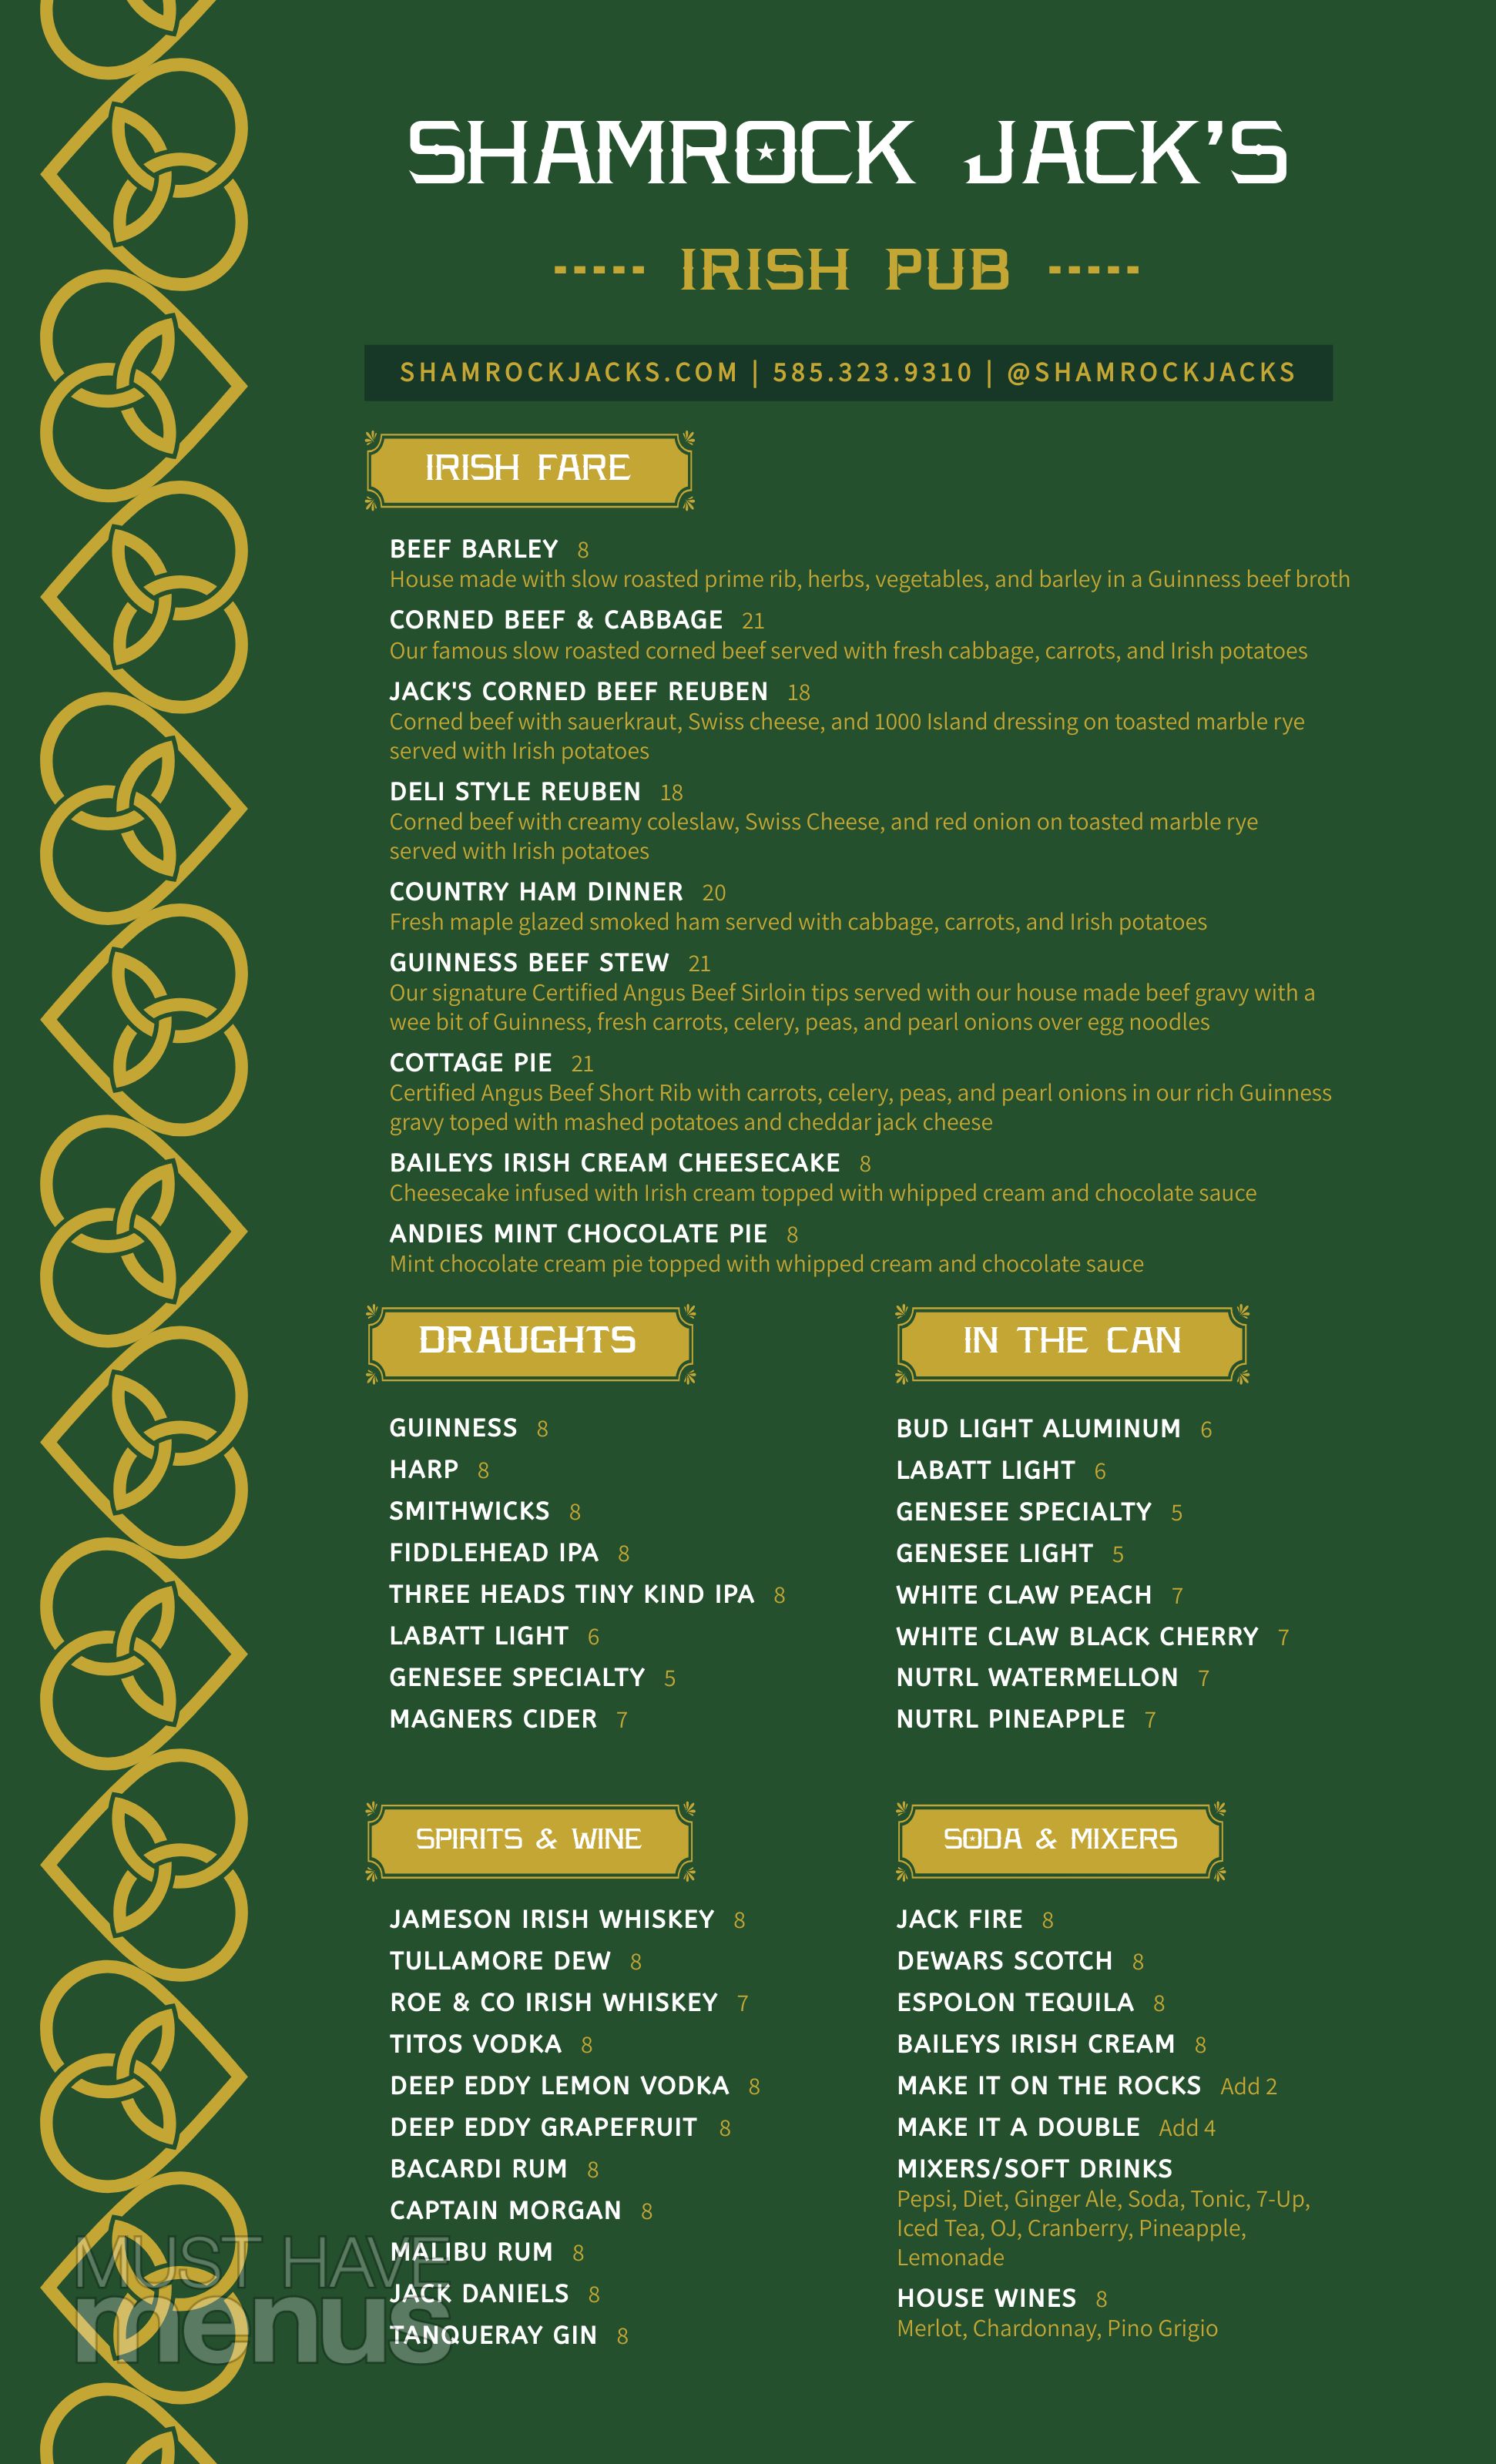 SHAMROCK JACK'S
----- IRISH PUB -----
SHAMROCKJACKS.COM | 585.323.9310 | @SHAMROCKJACKS
IRISH FARE
BEEF BARLEY 8
House made with slow roasted prime rib, herbs, vegetables, and barley in a Guinness beef broth
CORNED BEEF & CABBAGE 21
Our famous slow roasted corned beef served with fresh cabbage, carrots, and Irish potatoes
JACK'S CORNED BEEF REUBEN 18
Corned beef with sauerkraut, Swiss cheese, and 1000 Island dressing on toasted marble rye
served with Irish potatoes
DELI STYLE REUBEN 18
Corned beef with creamy coleslaw, Swiss Cheese, and red onion on toasted marble rye
served with Irish potatoes
COUNTRY HAM DINNER 20
Fresh maple glazed smoked ham served with cabbage, carrots, and Irish potatoes
GUINNESS BEEF STEW 21
Our signature Certified Angus Beef Sirloin tips served with our house made beef gravy with a
wee bit of Guinness, fresh carrots, celery, peas, and pearl onions over egg noodles
COTTAGE PIE 21
Certified Angus Beef Short Rib with carrots, celery, peas, and pearl onions in our rich Guinness
gravy toped with mashed potatoes and cheddar jack cheese
BAILEYS IRISH CREAM CHEESECAKE 8
Cheesecake infused with Irish cream topped with whipped cream and chocolate sauce
ANDIES MINT CHOCOLATE PIE 8
Mint chocolate cream pie topped with whipped cream and chocolate sauce
DRAUGHTS
GUINNESS 8
HARP 8
SMITHWICKS 8
FIDDLEHEAD IPA 8
THREE HEADS TINY KIND IPA 8
LABATT LIGHT 6
GENESEE SPECIALTY 5
MAGNERS CIDER 7
IN THE CAN
BUD LIGHT ALUMINUM 6
LABATT LIGHT 6
GENESEE SPECIALTY 5
GENESEE LIGHT 5
WHITE CLAW PEACH 7
WHITE CLAW BLACK CHERRY 7
NUTRL WATERMELLON 7
NUTRL PINEAPPLE 7
SPIRITS & WINE
JAMESON IRISH WHISKEY 8
TULLAMORE DEW 8
ROE & CO IRISH WHISKEY 7
TITOS VODKA 8
DEEP EDDY LEMON VODKA 8
DEEP EDDY GRAPEFRUIT 8
BACARDI RUM 8
CAPTAIN MORGAN 8
MALIBU RUM 8
JACK DANIELS 8
TANQUERAY GIN 8
SODA & MIXERS
JACK FIRE 8
DEWARS SCOTCH 8
ESPOLON TEQUILA 8
BAILEYS IRISH CREAM 8
MAKE IT ON THE ROCKS Add 2
MAKE IT A DOUBLE Add 4
MIXERS/SOFT DRINKS
Pepsi, Diet, Ginger Ale, Soda, Tonic, 7-Up,
Iced Tea, OJ, Cranberry, Pineapple,
Lemonade
HOUSE WINES 8
Merlot, Chardonnay, Pino Grigio
MUST HAVE
menus